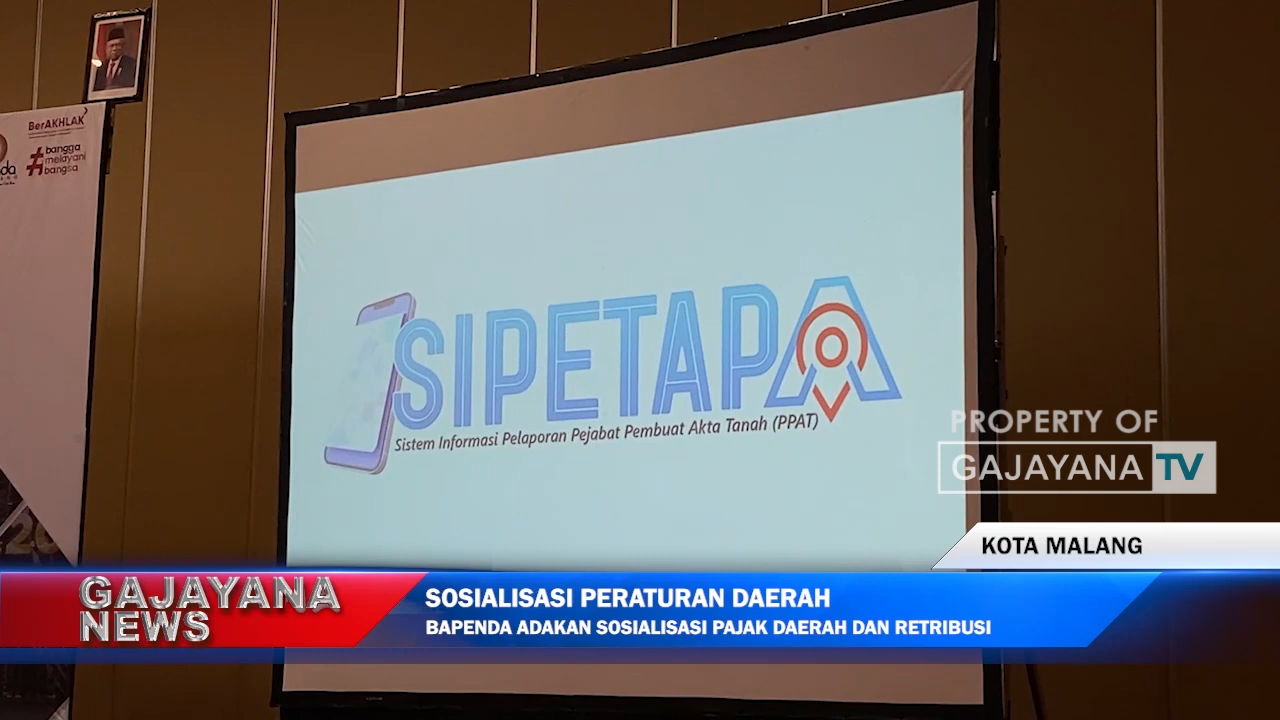 BerAKHLAK
#bangga
melayani
bangsa
SIPETAPA
Sistem Informasi Pelaporan Pejabat Pembuat Akta Tanah (PPAT)
PROPERTY OF
GAJAYANA TV
KOTA MALANG
GAJAYANA
NEWS
SOSIALISASI PERATURAN DAERAH
BAPENDA ADAKAN SOSIALISASI PAJAK DAERAH DAN RETRIBUSI